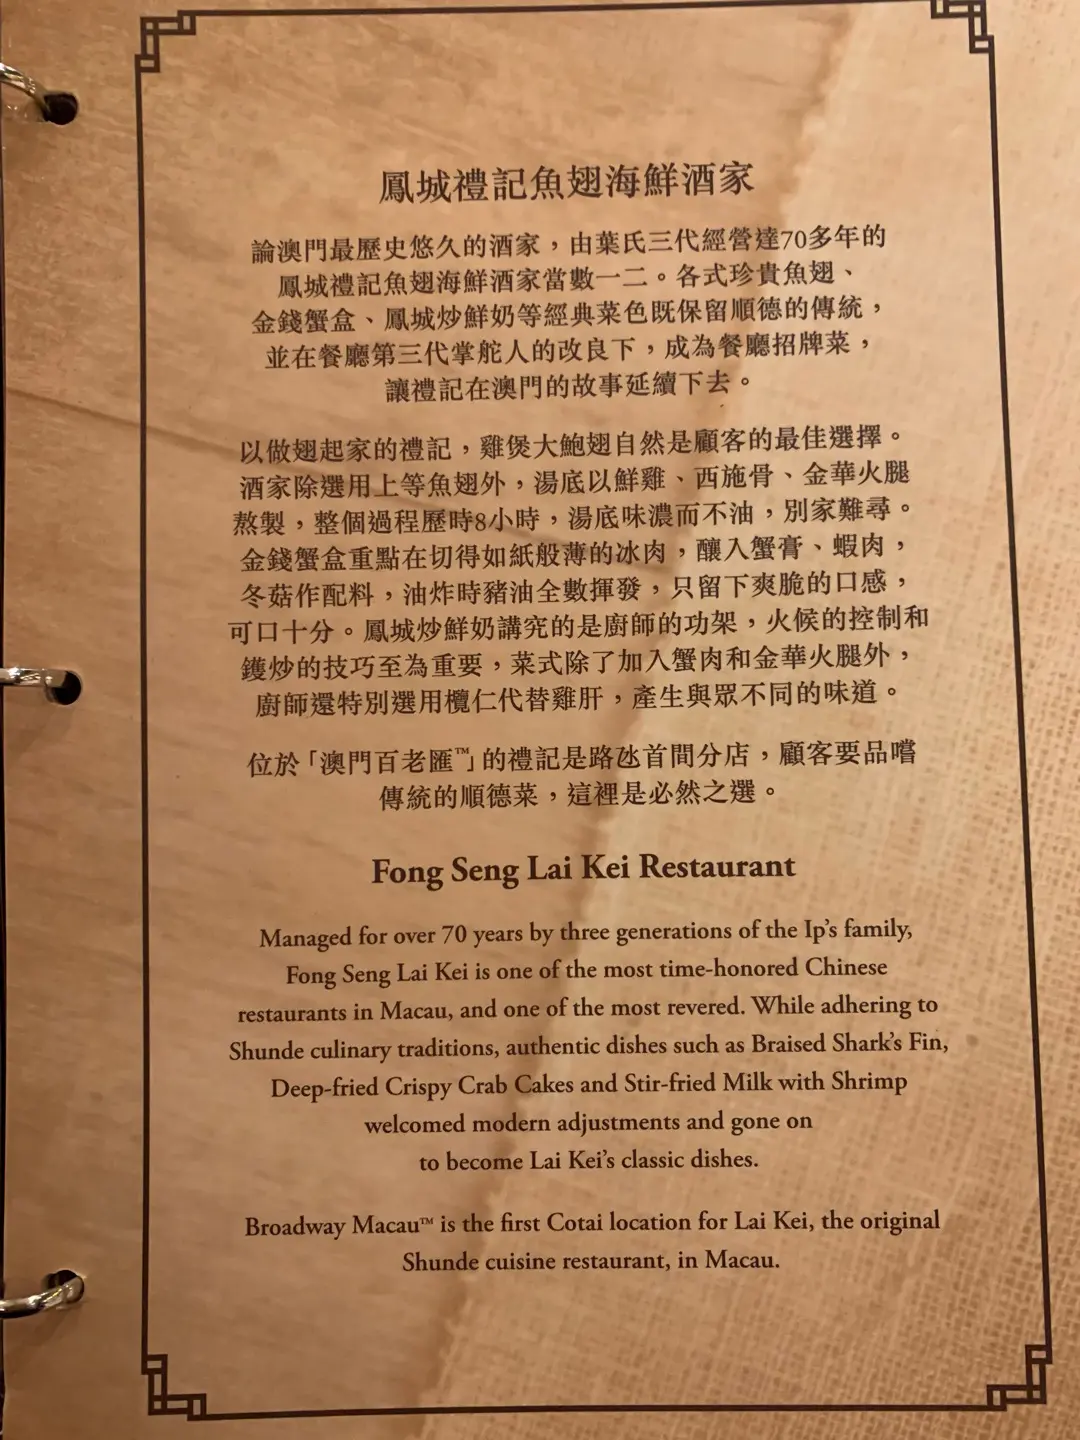 鳳城禮記魚翅海鮮酒家
論澳門最歷史悠久的酒家，由葉氏三代經營達70多年的
鳳城禮記魚翅海鮮酒家當數一二。各式珍貴魚翅、
金錢蟹盒、鳳城炒鮮奶等經典菜色既保留順德的傳統，
並在餐廳第三代掌舵人的改良下，成為餐廳招牌菜，
讓禮記在澳門的故事延續下去。
以做翅起家的禮記，雞煲大鮑翅自然是顧客的最佳選擇。
酒家除選用上等魚翅外，湯底以鮮雞、西施骨、金華火腿
熬製，整個過程歷時8小時，湯底味濃而不油，別家難尋。
金錢蟹盒重點在切得如紙般薄的冰肉，釀入蟹膏、蝦肉，
冬菇作配料，油炸時豬油全數揮發，只留下爽脆的口感，
可口十分。鳳城炒鮮奶講究的是廚師的功架，火候的控制和
鑊炒的技巧至為重要，菜式除了加入蟹肉和金華火腿外，
廚師還特別選用欖仁代替雞肝，產生與眾不同的味道。
位於「澳門百老匯™」的禮記是路氹首間分店，顧客要品嚐
傳統的順德菜，這裡是必然之選。
Fong Seng Lai Kei Restaurant
Managed for over 70 years by three generations of the Ip's family,
Fong Seng Lai Kei is one of the most time-honored Chinese
restaurants in Macau, and one of the most revered. While adhering to
Shunde culinary traditions, authentic dishes such as Braised Shark's Fin,
Deep-fried Crispy Crab Cakes and Stir-fried Milk with Shrimp
welcomed modern adjustments and gone on
to become Lai Kei's classic dishes.
Broadway Macau™ is the first Cotai location for Lai Kei, the original
Shunde cuisine restaurant, in Macau.